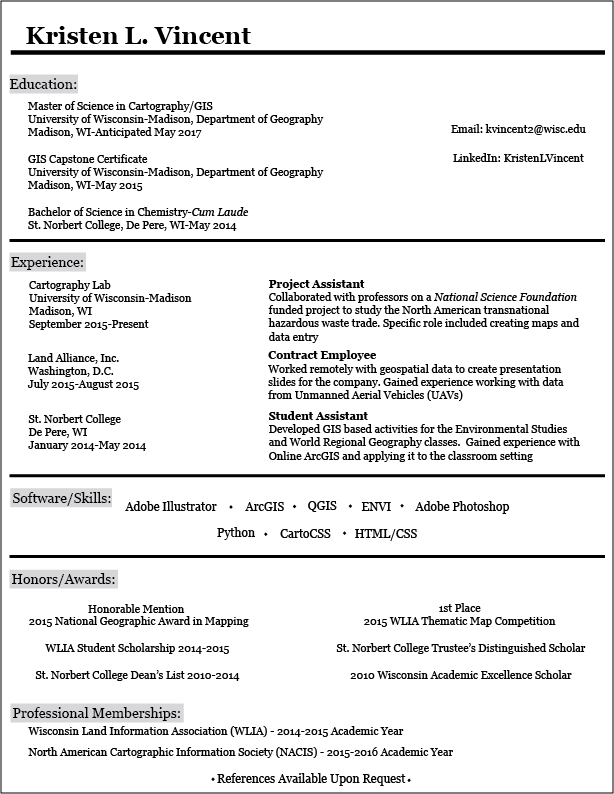 Kristen L. Vincent
Education:
Master of Science in Cartography/GIS
University of Wisconsin-Madison, Department of Geography
Madison, WI-Anticipated May 2017
Email: kvincent2@wisc.edu
GIS Capstone Certificate
University of Wisconsin-Madison, Department of Geography
Madison, WI-May 2015
LinkedIn: KristenLVincent
Bachelor of Science in Chemistry-Cum Laude
St. Norbert College, De Pere, WI-May 2014
Experience:
Cartography Lab
University of Wisconsin-Madison
Madison, WI
September 2015-Present
Project Assistant
Collaborated with professors on a National Science Foundation
funded project to study the North American transnational
hazardous waste trade. Specific role included creating maps and
data entry
Land Alliance, Inc.
Washington, D.C.
July 2015-August 2015
Contract Employee
Worked remotely with geospatial data to create presentation
slides for the company. Gained experience working with data
from Unmanned Aerial Vehicles (UAVs)
St. Norbert College
De Pere, WI
January 2014-May 2014
Student Assistant
Developed GIS based activities for the Environmental Studies
and World Regional Geography classes. Gained experience with
Online ArcGIS and applying it to the classroom setting
Software/Skills:
Adobe Illustrator • ArcGIS • QGIS • ENVI • Adobe Photoshop
Python • CartoCSS • HTML/CSS
Honors/Awards:
Honorable Mention
2015 National Geographic Award in Mapping
WLIA Student Scholarship 2014-2015
St. Norbert College Dean's List 2010-2014
1st Place
2015 WLIA Thematic Map Competition
St. Norbert College Trustee's Distinguished Scholar
2010 Wisconsin Academic Excellence Scholar
Professional Memberships:
Wisconsin Land Information Association (WLIA) - 2014-2015 Academic Year
North American Cartographic Information Society (NACIS) - 2015-2016 Academic Year
• References Available Upon Request •